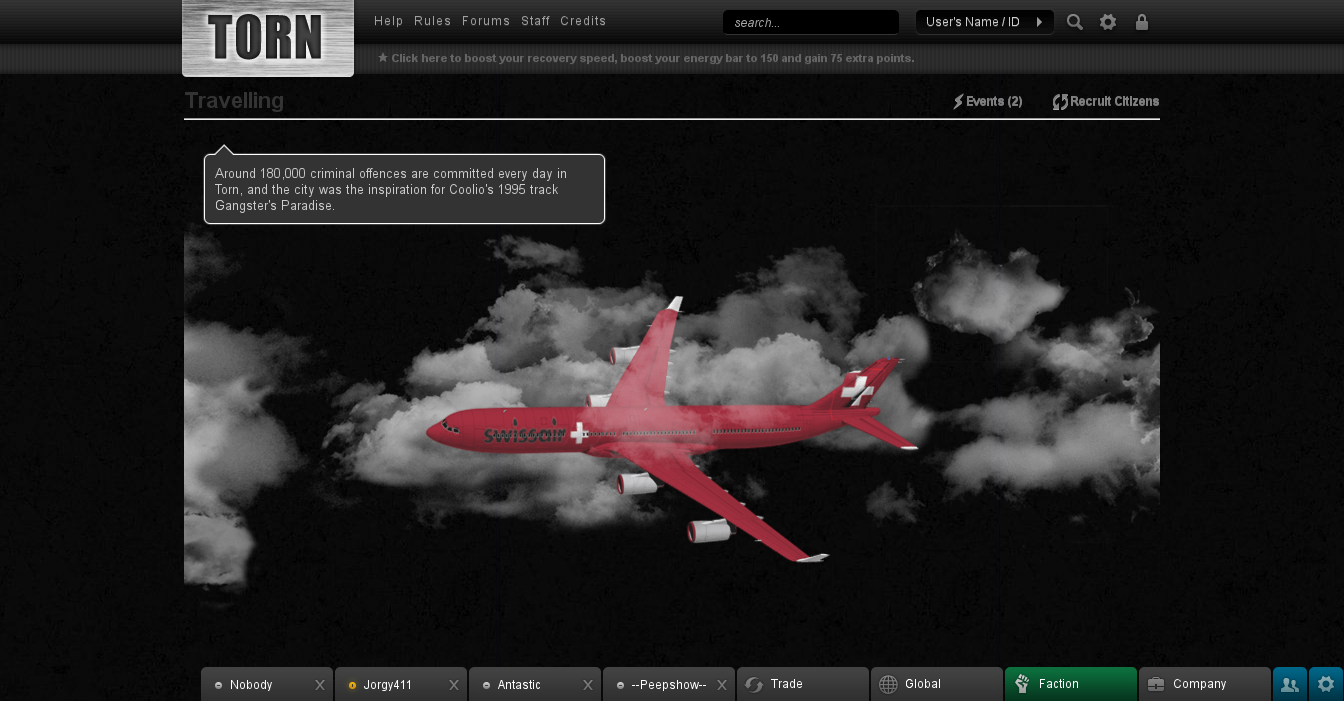 TORN
Help Rules Forums Staff Credits
search...
User's Name / ID
Click here to boost your recovery speed, boost your energy bar to 150 and gain 75 extra points.
Travelling
Events (2)
Recruit Citizens
Around 180,000 criminal offences are committed every day in
Torn, and the city was the inspiration for Coolio's 1995 track
Gangster's Paradise.
swissair
Nobody X
Jorgy411 X
Antastic X
--Peepshow-- X
Trade
Global
Faction
Company